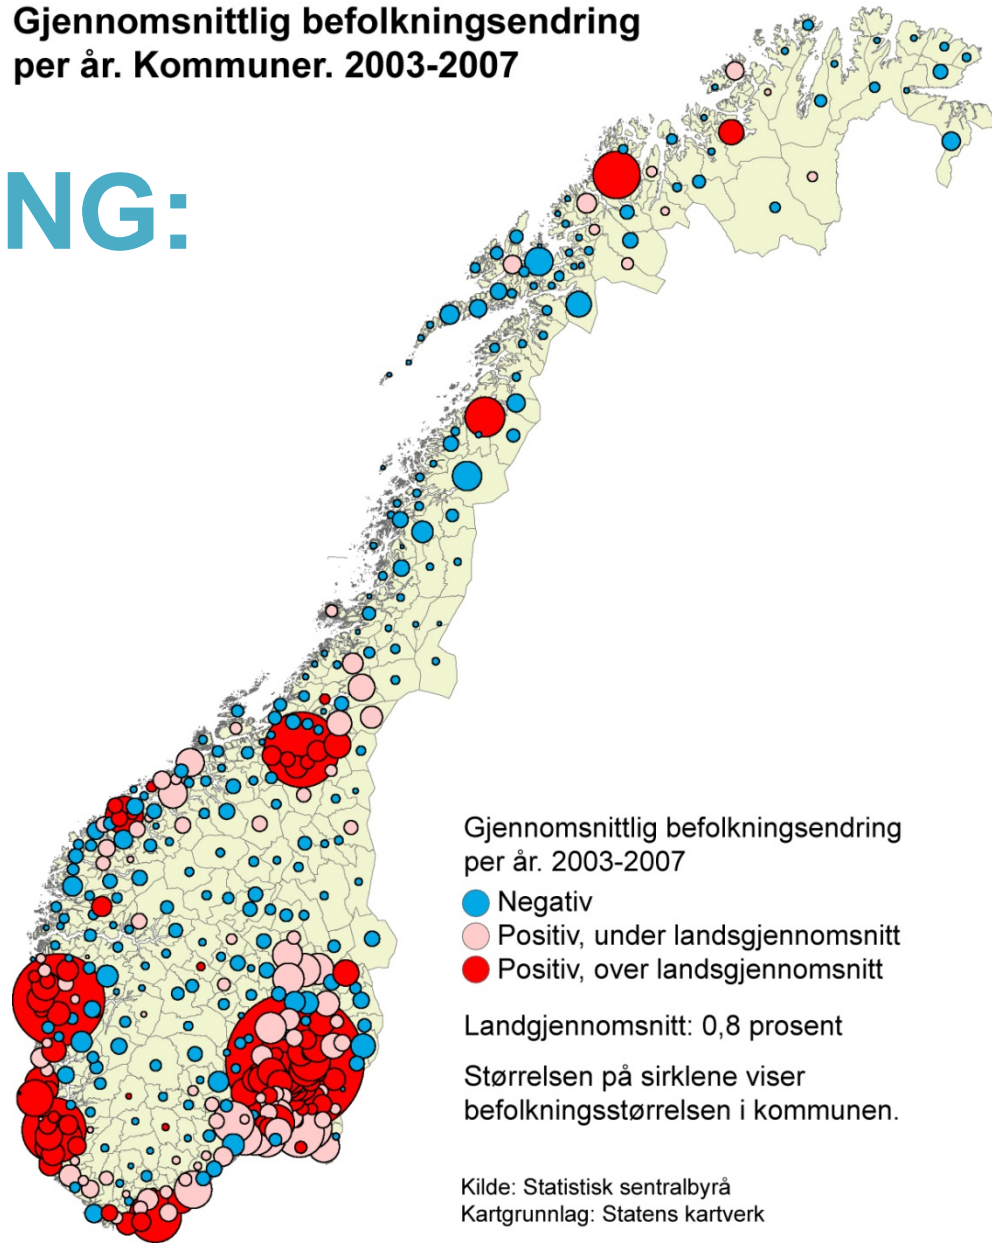 Gjennomsnittlig befolkningsendring
per år. Kommuner. 2003-2007
NG:
Gjennomsnittlig befolkningsendring
per år. 2003-2007
Negativ
Positiv, under landsgjennomsnitt
Positiv, over landsgjennomsnitt
Landgjennomsnitt: 0,8 prosent
Størrelsen på sirklene viser
befolkningsstørrelsen i kommunen.
Kilde: Statistisk sentralbyrå
Kartgrunnlag: Statens kartverk